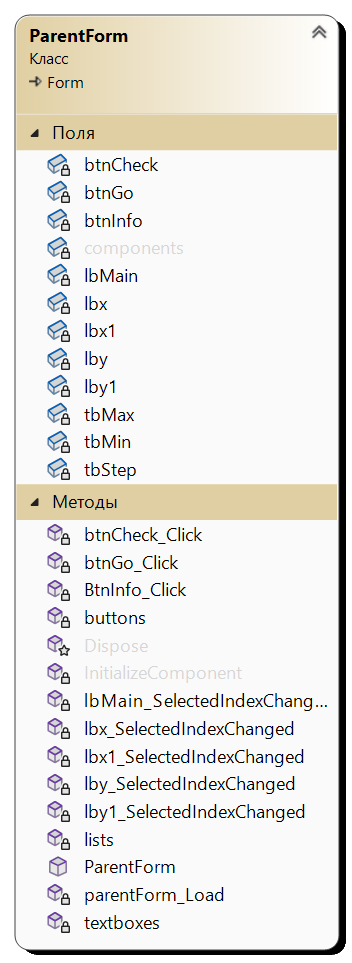 ParentForm
Класс
Form
Поля
btnCheck
btnGo
btnInfo
components
lbMain
lbx
lbx1
lby
lby1
tbMax
tbMin
tbStep
Методы
btnCheck_Click
btnGo_Click
BtnInfo_Click
buttons
Dispose
InitializeComponent
lbMain_SelectedIndexChang...
lbx_SelectedIndexChanged
lbx1_SelectedIndexChanged
lby_SelectedIndexChanged
lby1_SelectedIndexChanged
lists
ParentForm
parentForm_Load
textboxes